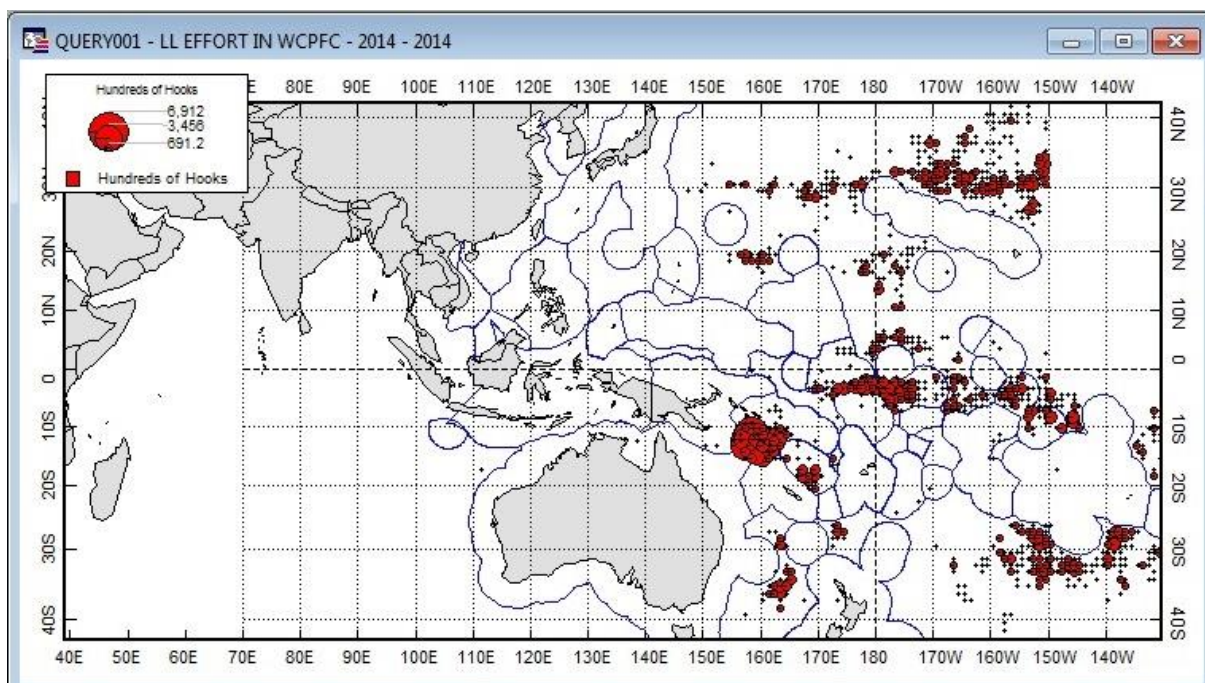 QUERY001 - LL EFFORT IN WCPFC - 2014 - 2014
Hundreds of Hooks
6,912
3,456
691.2
Hundreds of Hooks
70E 80E 90E 100E 110E 120E 130E 140E 150E 160E 170E 180 170W 160W 150W 140W
40N
30N
20N 20N
10N 10N
0 0
10S 10S
20S 20S
30S 30S
40S 40S
40E 50E 60E 70E 80E 90E 100E 110E 120E 130E 140E 150E 160E 170E 180 170W 160W 150W 140W